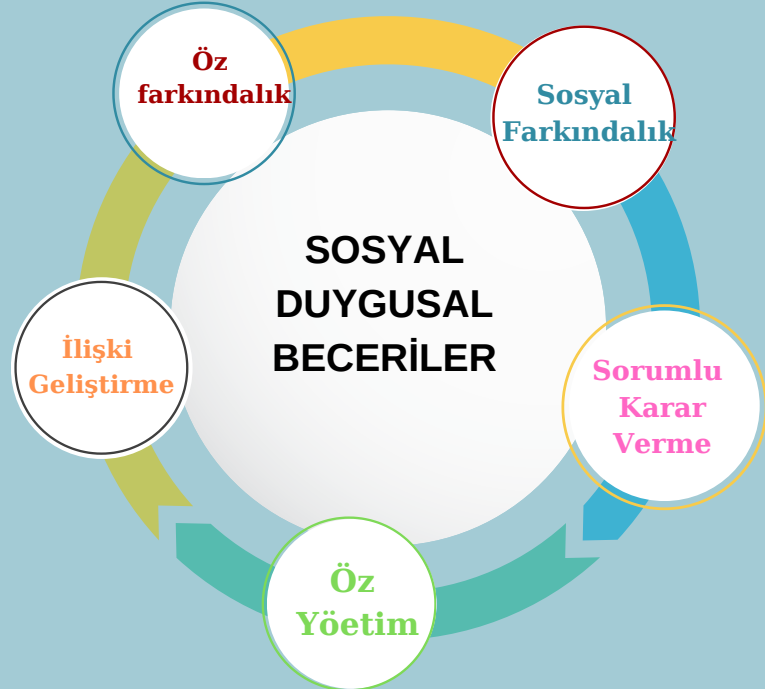 Öz
farkındalık
Sosyal
Farkındalık
SOSYAL
DUYGUSAL
BECERİLER
İlişki
Geliştirme
Sorumlu
Karar
Verme
Öz
Yöetim